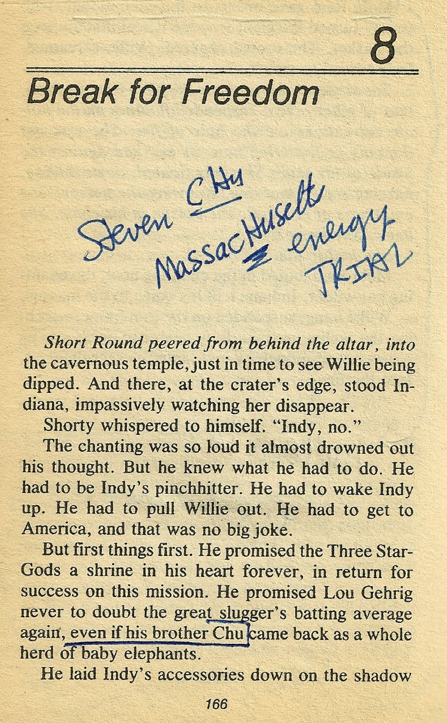 8
Break for Freedom
Steven CHu
MassacHusetts
energy
TRIAL
Short Round peered from behind the altar, into
the cavernous temple, just in time to see Willie being
dipped. And there, at the crater's edge, stood In-
diana, impassively watching her disappear.
Shorty whispered to himself. "Indy, no."
The chanting was so loud it almost drowned out
his thought. But he knew what he had to do. He
had to be Indy's pinchhitter. He had to wake Indy
up. He had to pull Willie out. He had to get to
America, and that was no big joke.
But first things first. He promised the Three Star-
Gods a shrine in his heart forever, in return for
success on this mission. He promised Lou Gehrig
never to doubt the great slugger's batting average
again, even if his brother Chu came back as a whole
herd of baby elephants.
He laid Indy's accessories down on the shadow
166